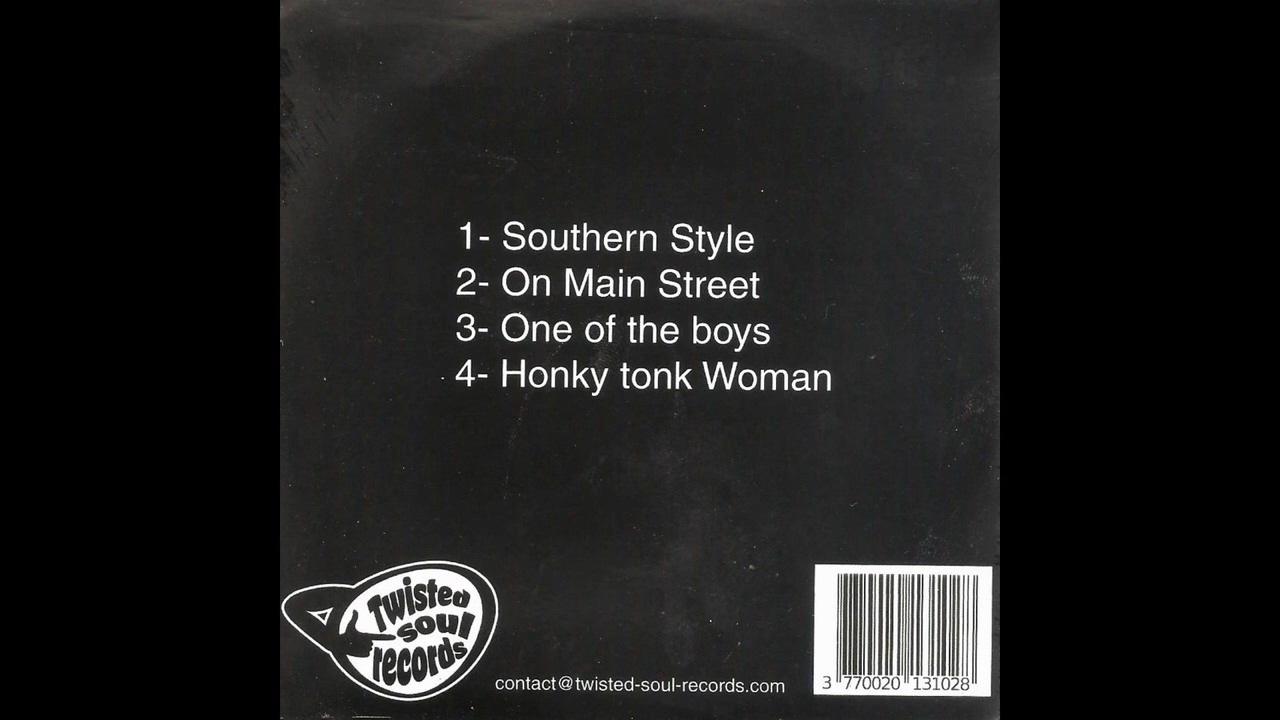 1- Southern Style
2- On Main Street
3- One of the boys
4- Honky tonk Woman
Twisted
soul
records
contact@twisted-soul-records.com
3 770020 131028